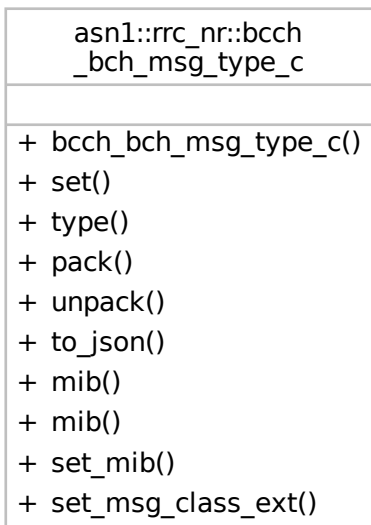 asn1::rrc_nr::bcch
_bch_msg_type_c
+ bcch_bch_msg_type_c()
+ set()
+ type()
+ pack()
+ unpack()
+ to_json()
+ mib()
+ mib()
+ set_mib()
+ set_msg_class_ext()